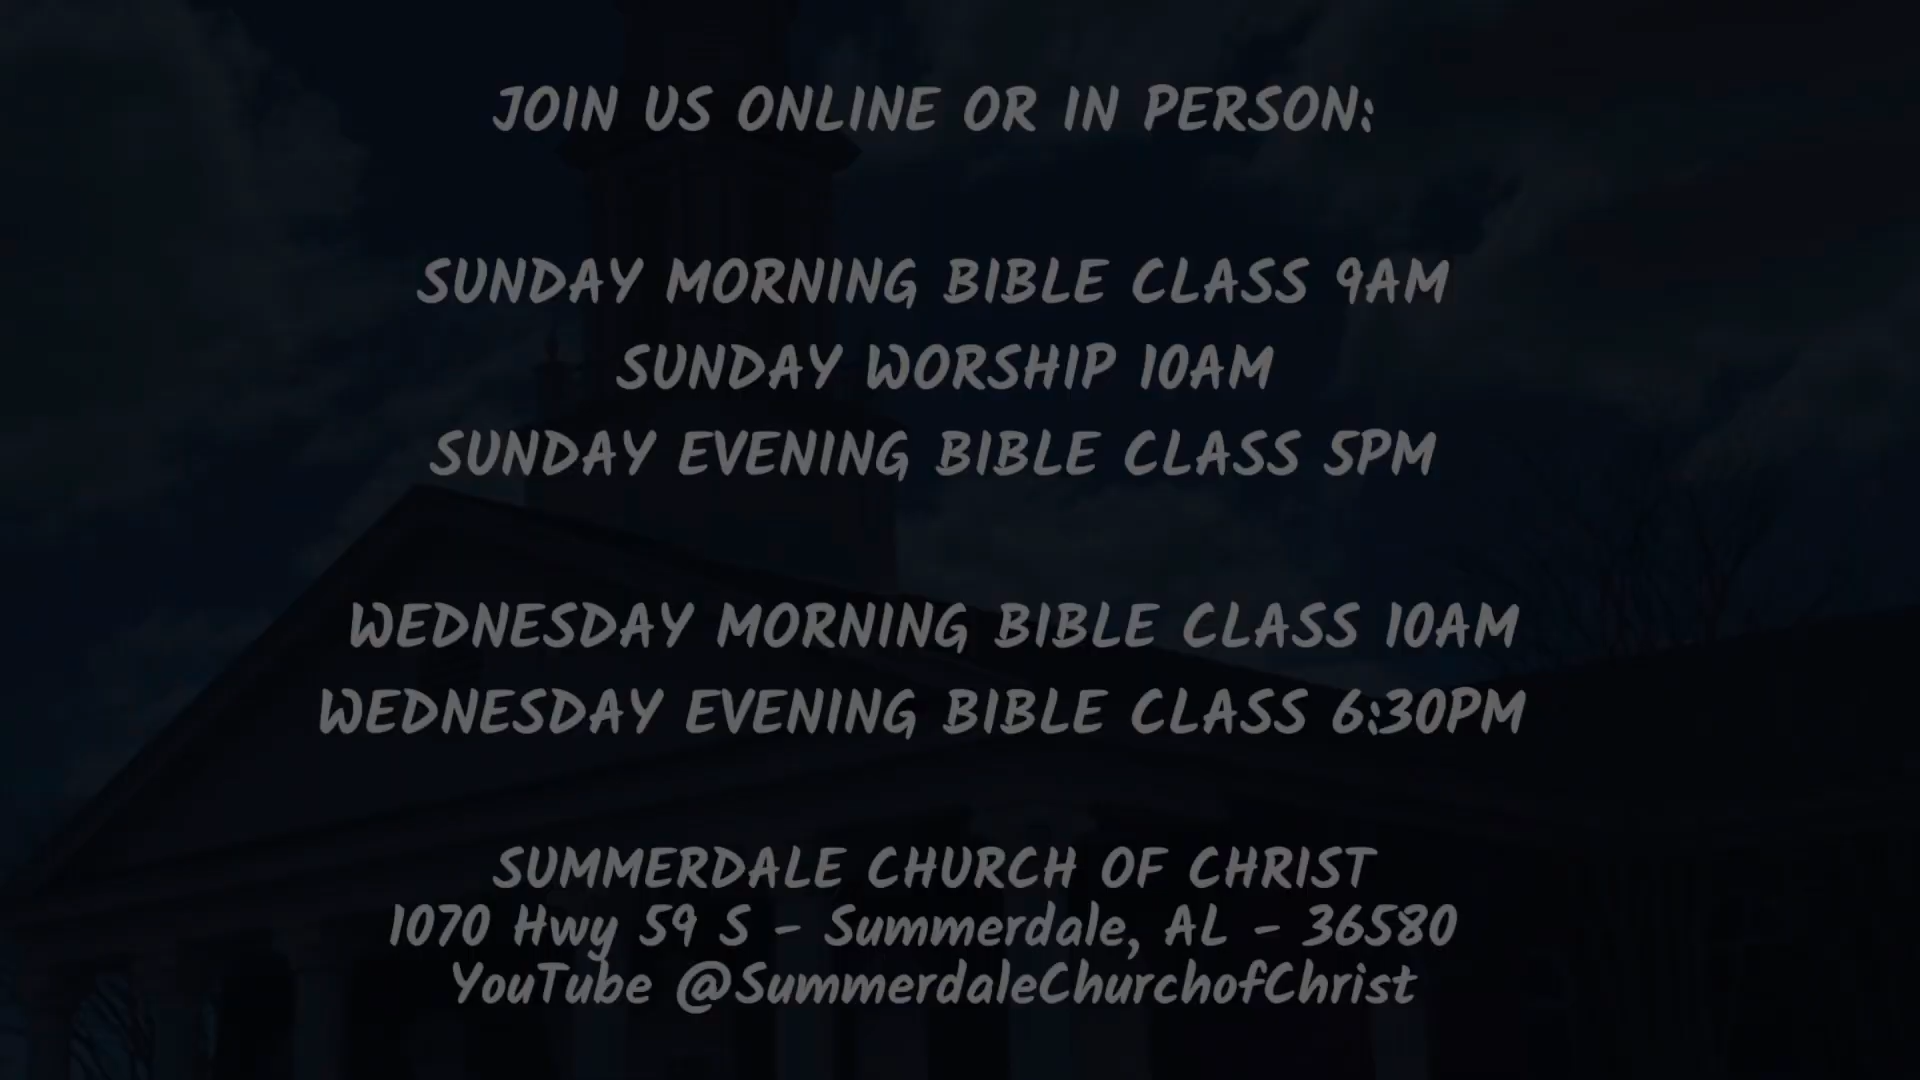 JOIN US ONLINE OR IN PERSON:
SUNDAY MORNING BIBLE CLASS 9AM
SUNDAY WORSHIP 10AM
SUNDAY EVENING BIBLE CLASS 5PM
WEDNESDAY MORNING BIBLE CLASS 10AM
WEDNESDAY EVENING BIBLE CLASS 6:30PM
SUMMERDALE CHURCH OF CHRIST
1070 Hwy 59 S - Summerdale, AL - 36580
YouTube @SummerdaleChurchofChrist